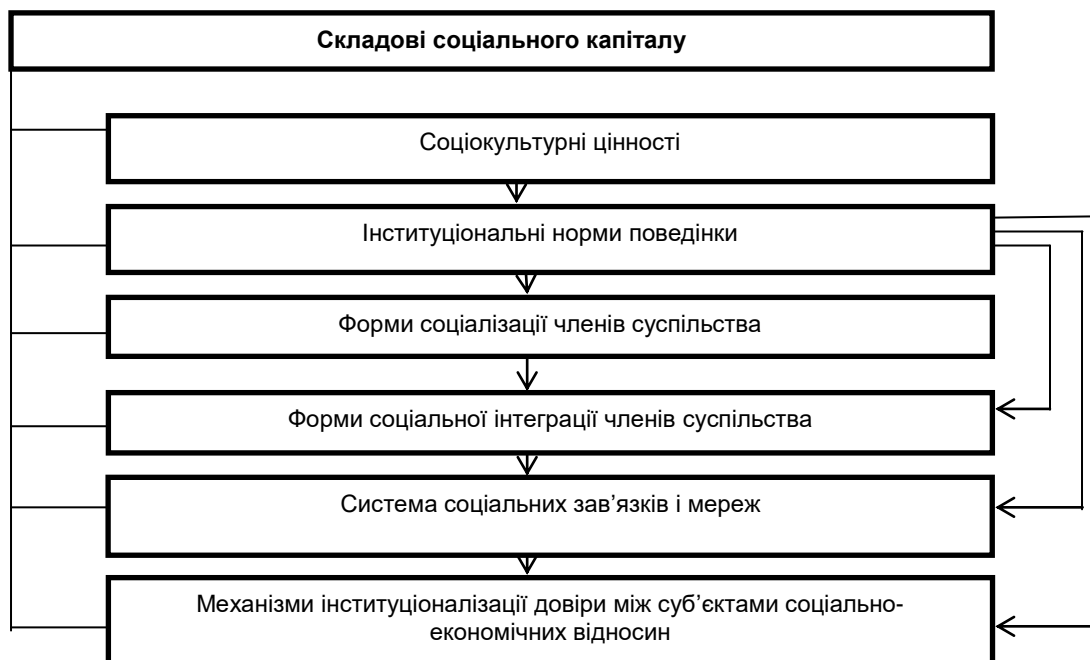 Складові соціального капіталу
Соціокультурні цінності
Інституціональні норми поведінки
Форми соціалізації членів суспільства
Форми соціальної інтеграції членів суспільства
Система соціальних зав’язків і мереж
Механізми інституціоналізації довіри між суб’єктами соціально-
економічних відносин